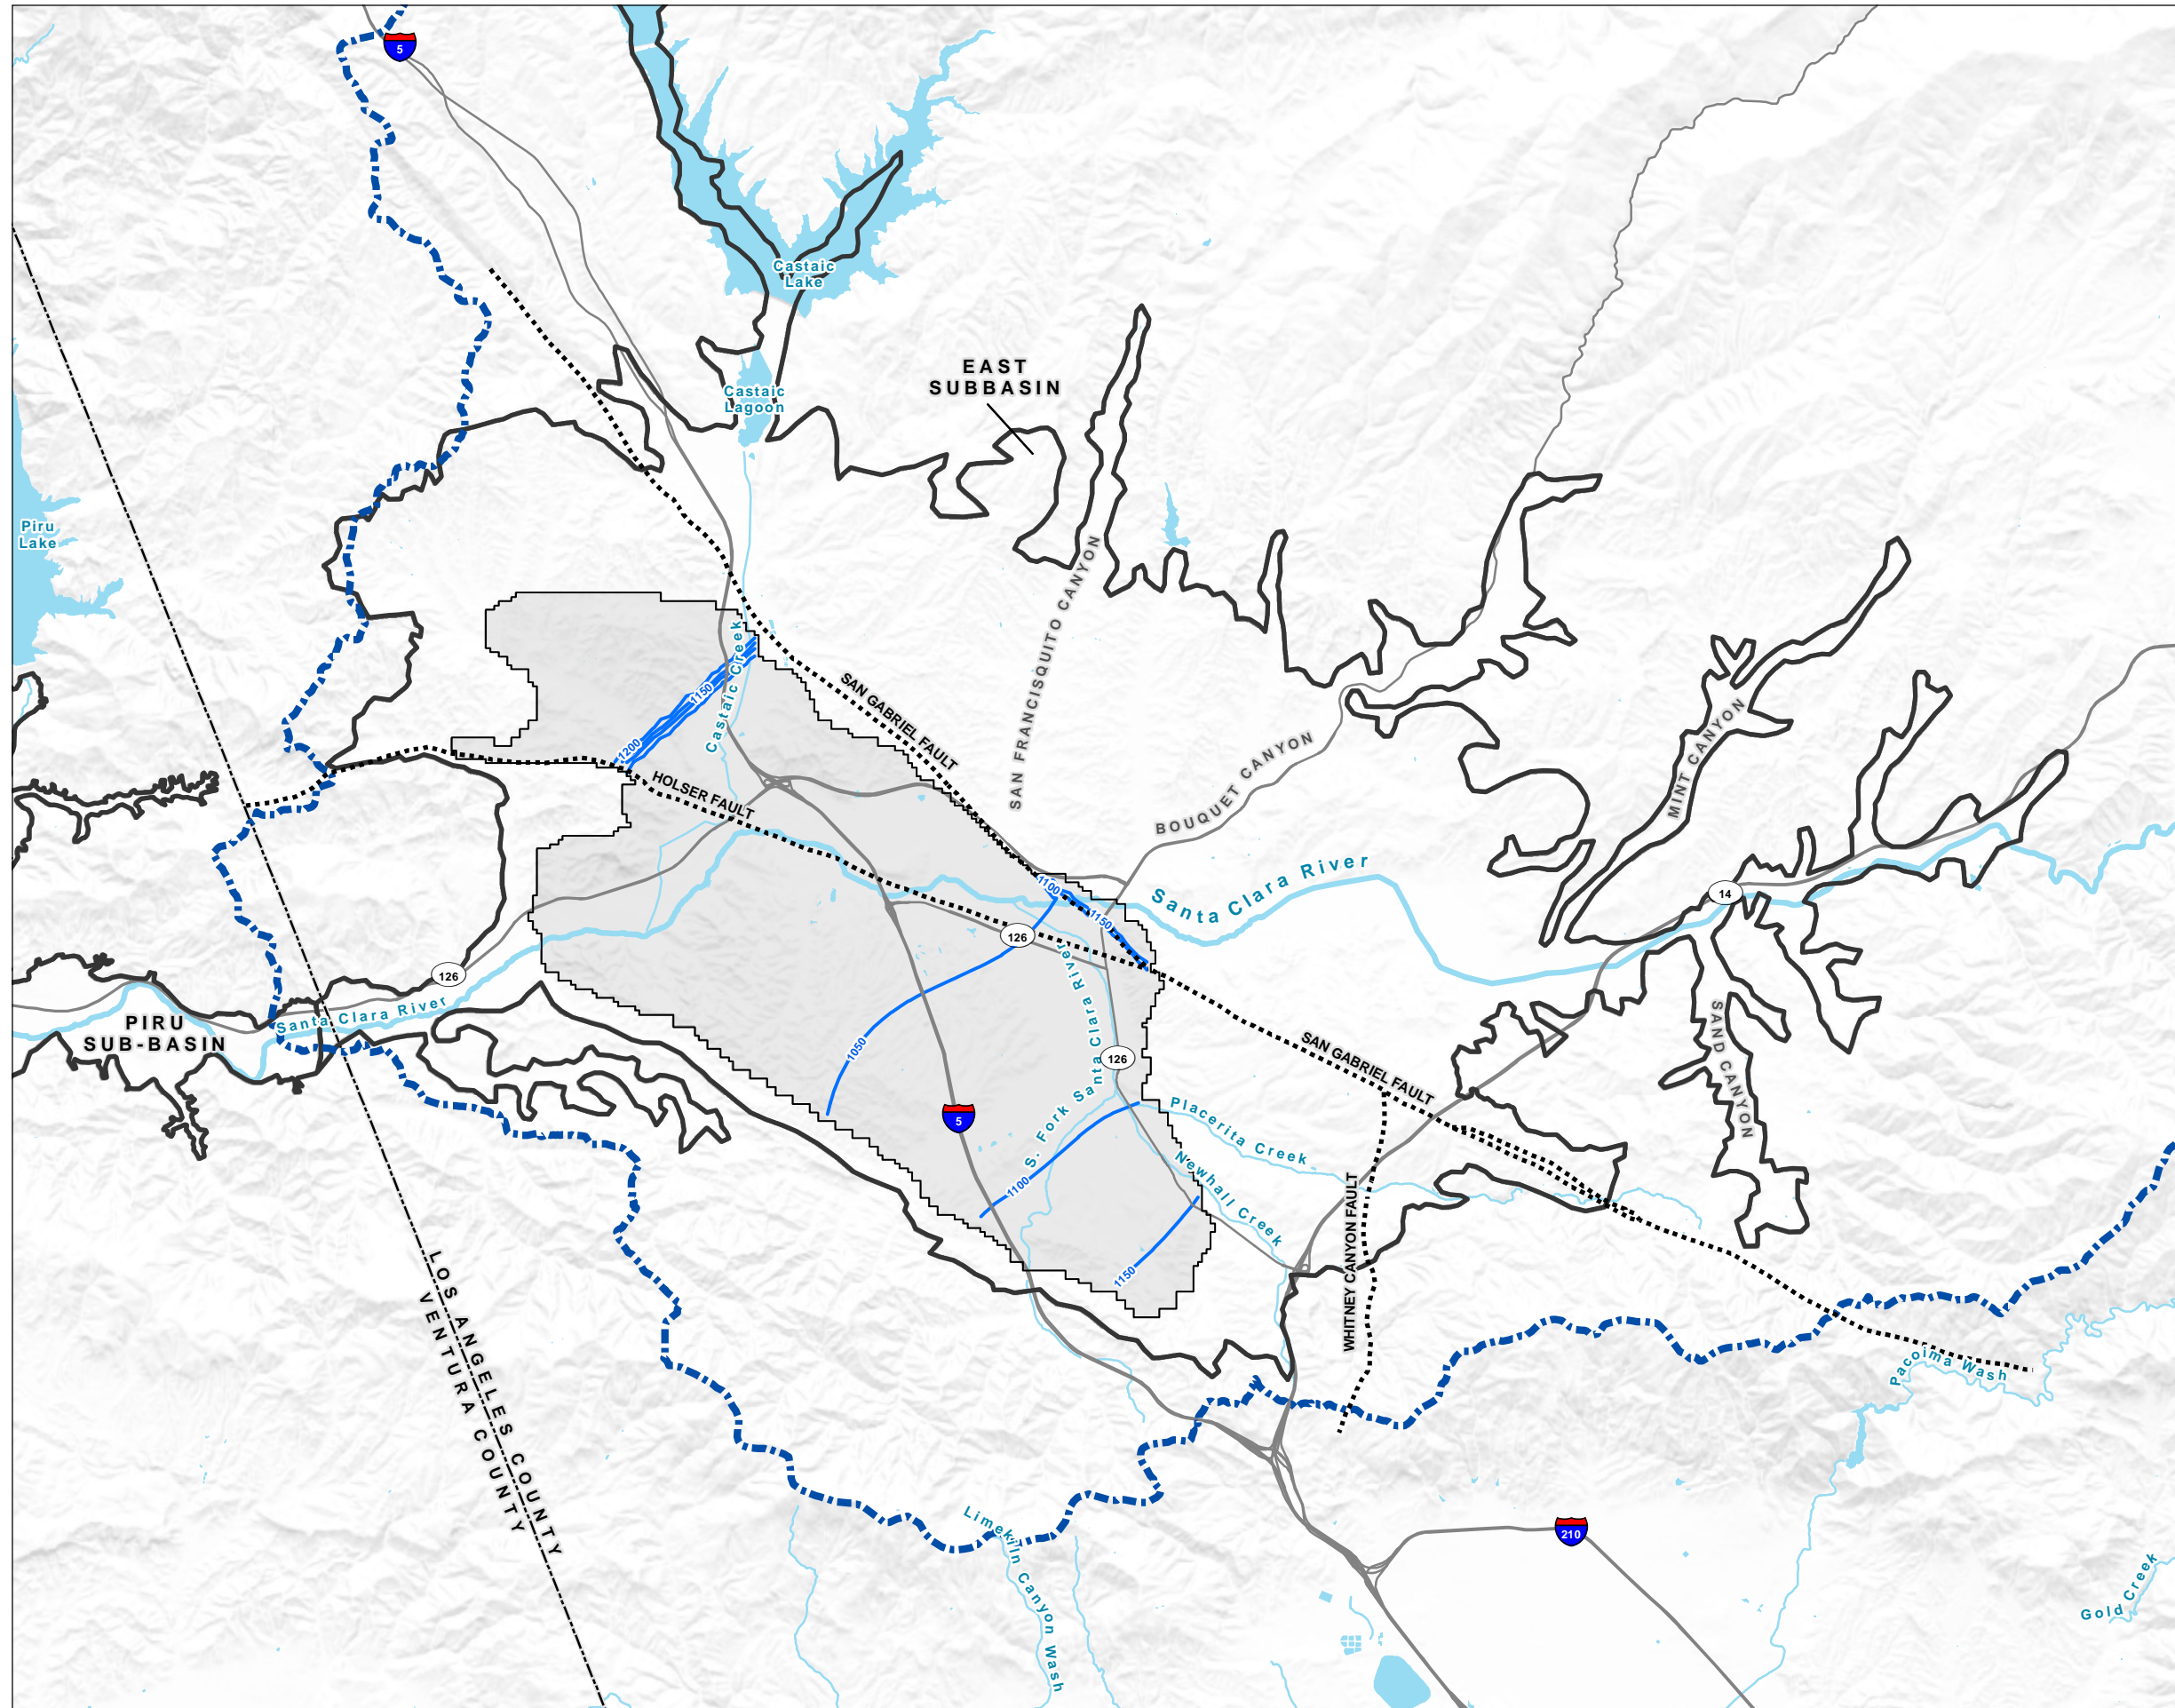 5
Castaic
Lake
EAST
SUBBASIN
Castaic
Lagoon
Piru
Lake
SAN FRANCISQUITO CANYON
Castaic Creek
1150
SAN GABRIEL FAULT
1200
HOLSER FAULT
BOUQUET CANYON
MINT CANYON
Santa Clara River
1100
1150
14
126
126
Santa Clara River
PIRU
SUB-BASIN
1050
S. Fork Santa Clara River
126
SAN GABRIEL FAULT
SAND CANYON
5
Placerita Creek
Newhall Creek
1100
WHITNEY CANYON FAULT
1150
LOS ANGELES COUNTY
VENTURA COUNTY
Pacoima Wash
Limekiln Canyon Wash
210
Gold Creek